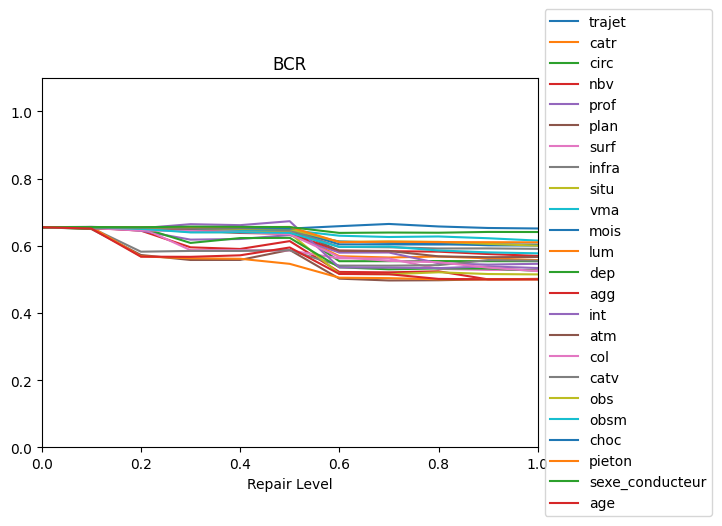 BCR
1.0
0.8
0.6
0.4
0.2
0.0
0.0 0.2 0.4 0.6 0.8 1.0
Repair Level
trajet
catr
circ
nbv
prof
plan
surf
infra
situ
vma
mois
lum
dep
agg
int
atm
col
catv
obs
obsm
choc
pieton
sexe_conducteur
age